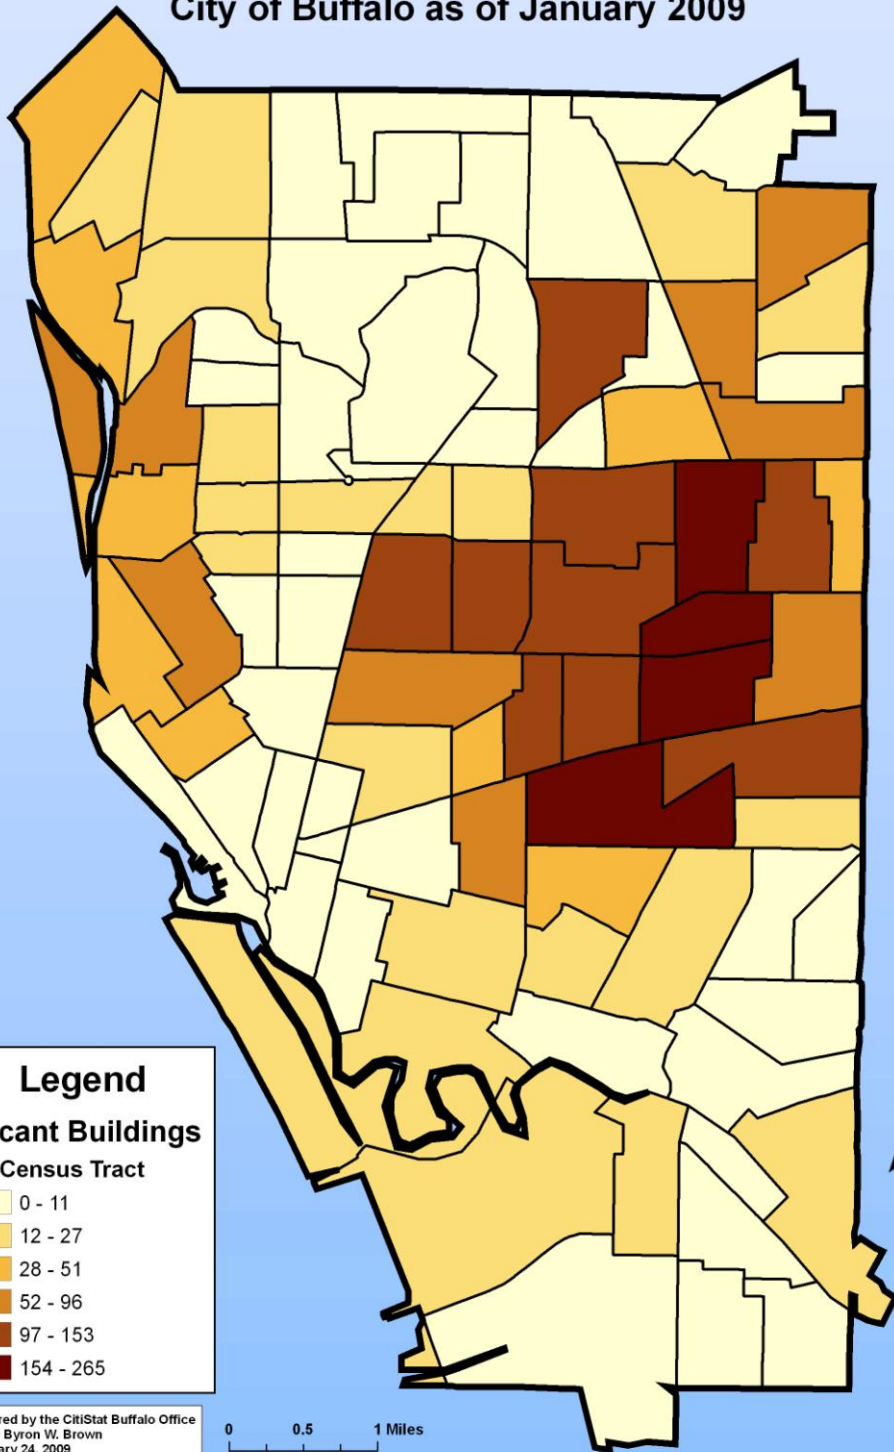 City of Buffalo as of January 2009
Legend
cant Buildings
Census Tract
0 - 11
12 - 27
28 - 51
52 - 96
97 - 153
154 - 265
red by the CitiStat Buffalo Office
Byron W. Brown
ary 24, 2009
0 0.5 1 Miles